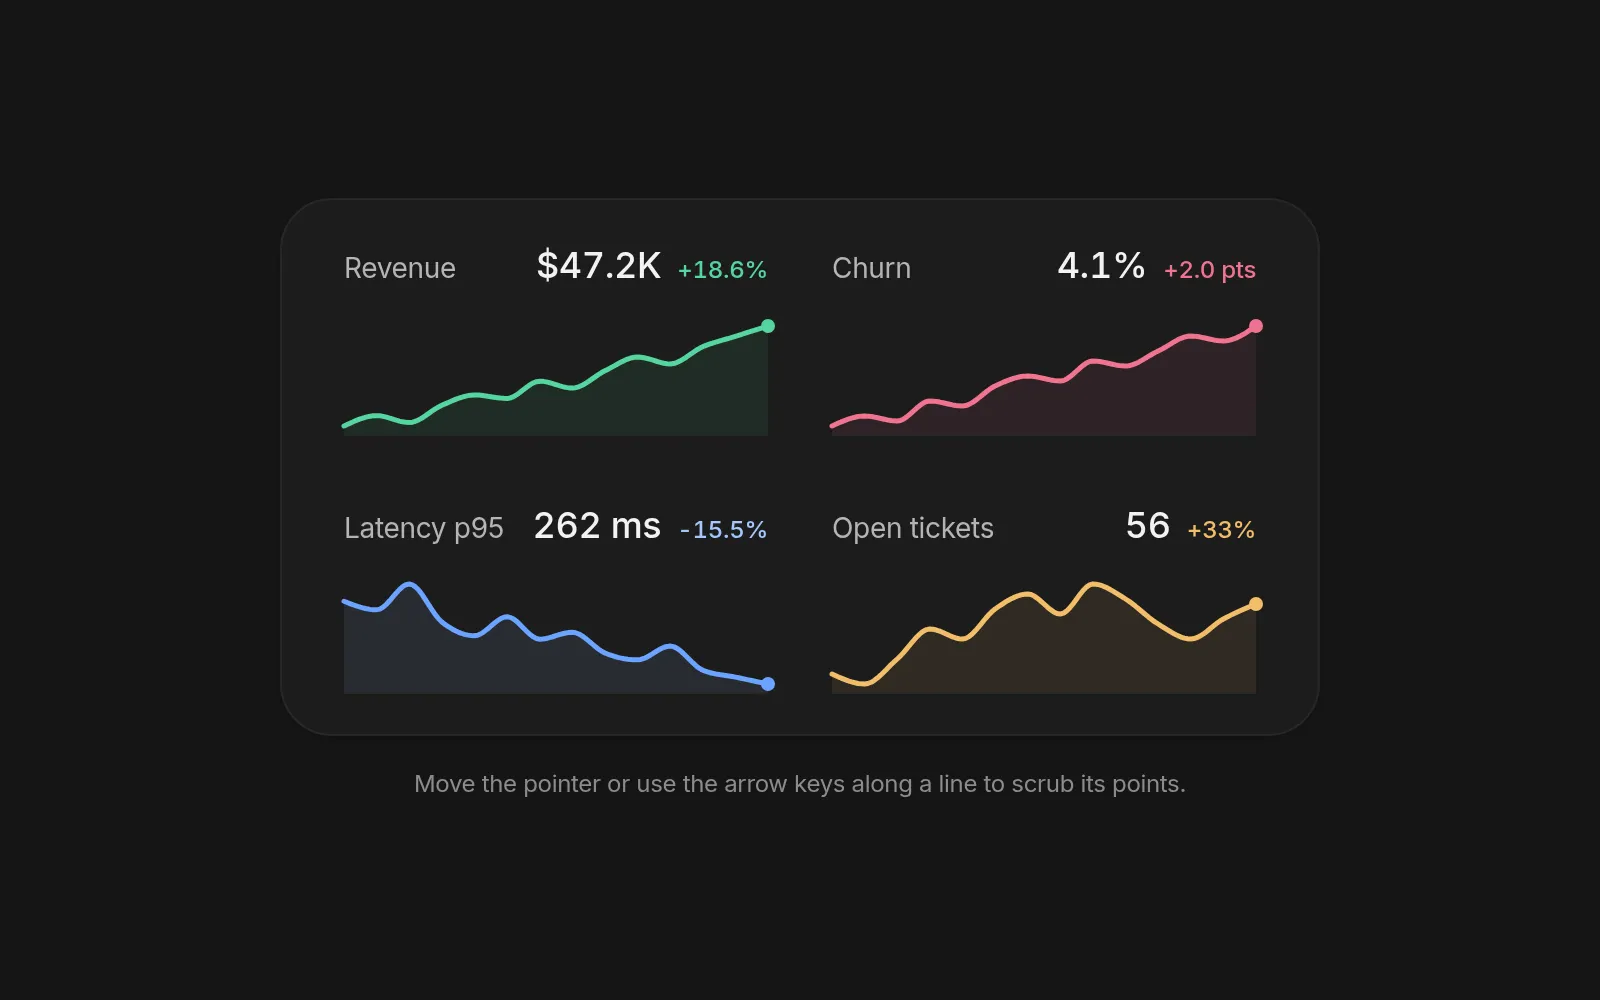 Revenue $47.2K +18.6%
Churn 4.1% +2.0 pts
Latency p95 262 ms -15.5%
Open tickets 56 +33%
Move the pointer or use the arrow keys along a line to scrub its points.